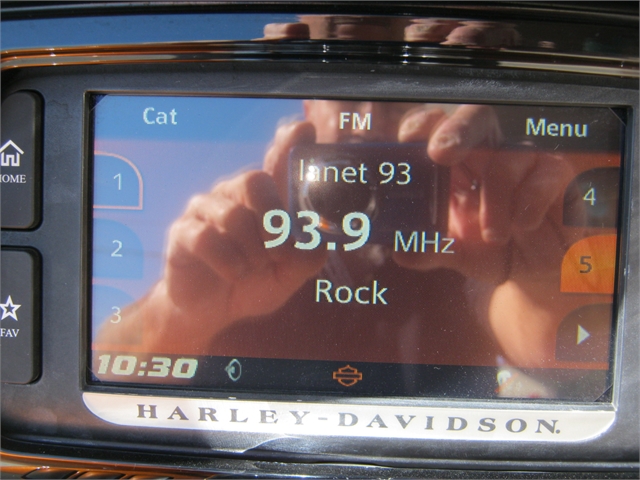 Cat FM Menu
HOME
1 lanet 93 4
93.9 MHz
2 5
Rock
3
FAV
10:30
HARLEY-DAVIDSON.